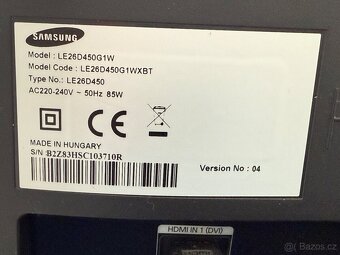 SAMSUNG
Model : LE26D450G1W
Model Code : LE26D450G1WXBT
Type No. : LE26D450
AC220-240V ~ 50Hz 85W
CE
MADE IN HUNGARY
S/N B2Z83HSC103710R
Version No : 04
HDMI IN 1 (DVI)
Bazos.cz